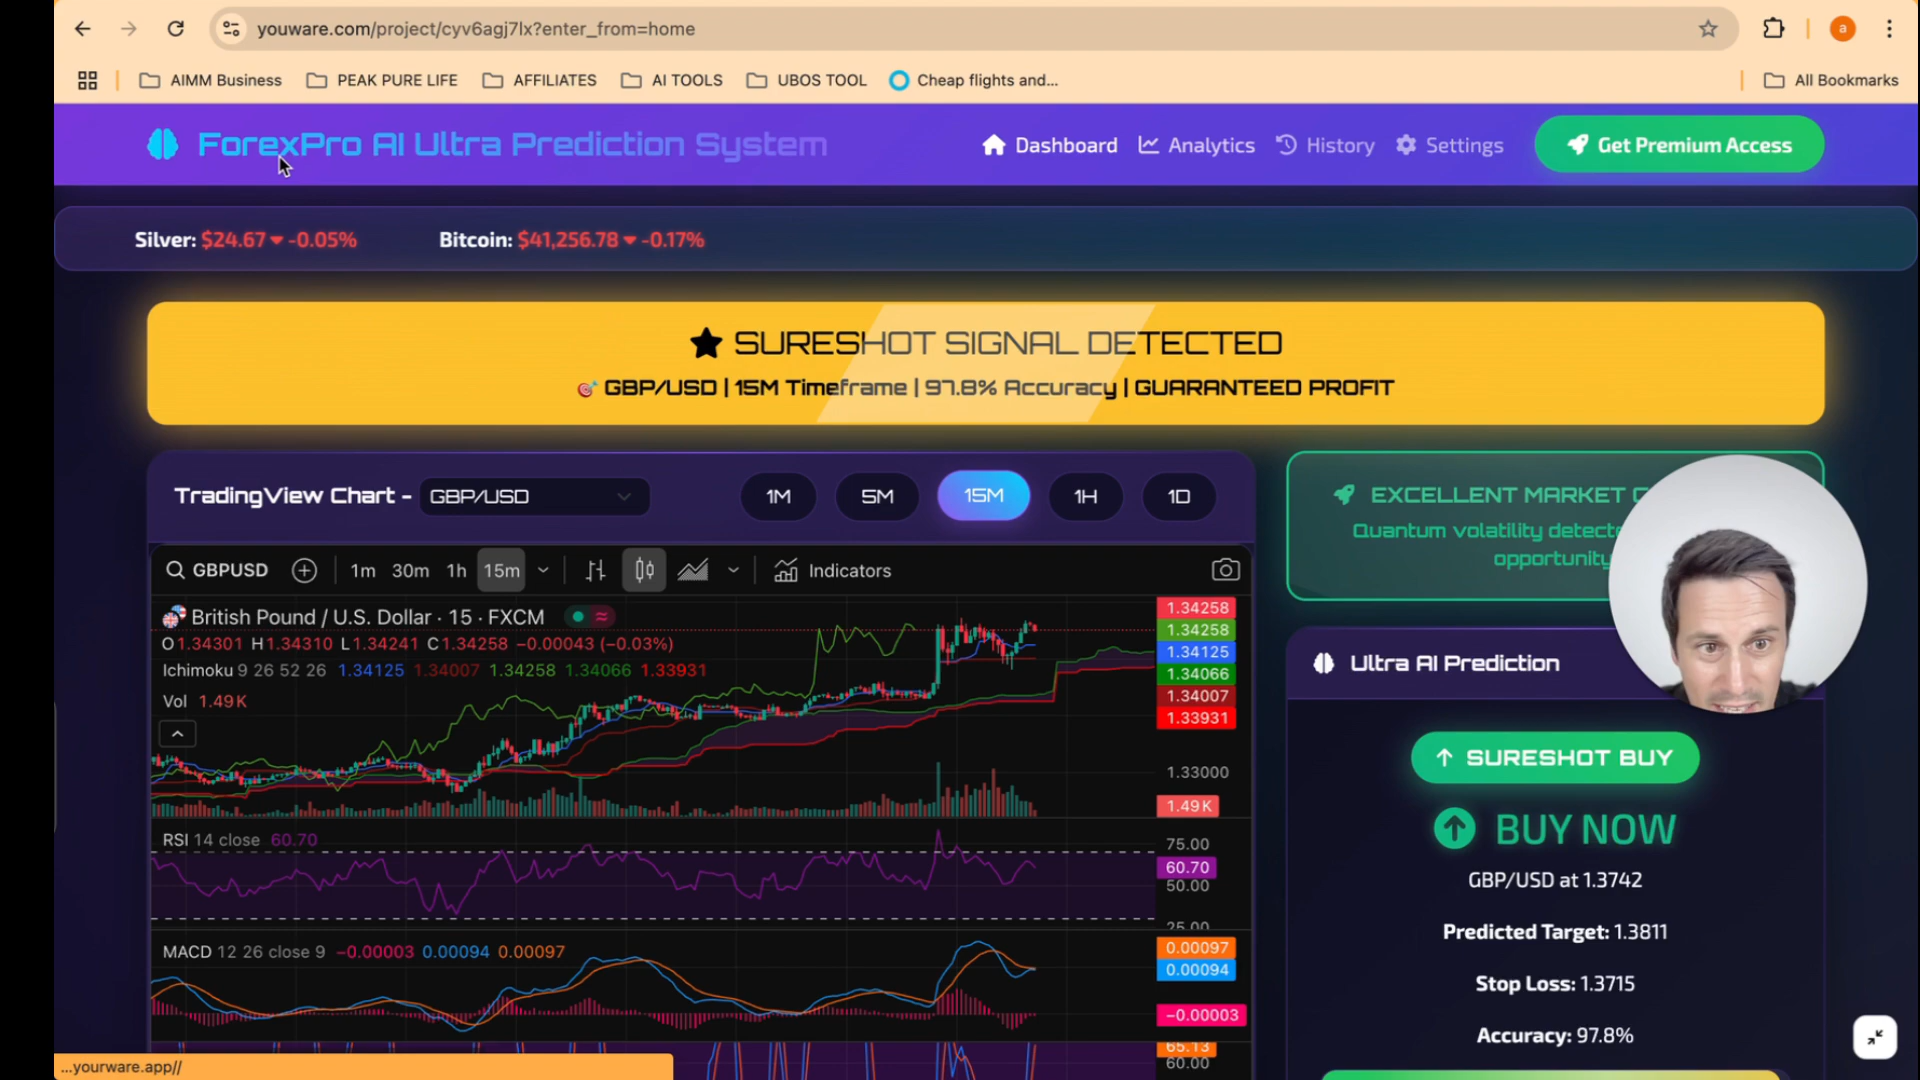 youware.com/project/cyv6agj7lx?enter_from=home
a
AIMM Business
PEAK PURE LIFE
AFFILIATES
AI TOOLS
UBOS TOOL
Cheap flights and...
All Bookmarks
ForexPro AI Ultra Prediction System
Dashboard
Analytics
History
Settings
Get Premium Access
Silver: $24.67 -0.05%
Bitcoin: $41,256.78 -0.17%
SURESHOT SIGNAL DETECTED
GBP/USD | 15M Timeframe | 97.8% Accuracy | GUARANTEED PROFIT
TradingView Chart - GBP/USD
1M
5M
15M
1H
1D
GBPUSD
1m 30m 1h 15m
Indicators
British Pound / U.S. Dollar · 15 · FXCM
O1.34301 H1.34310 L1.34241 C1.34258 −0.00043 (−0.03%)
Ichimoku 9 26 52 26 1.34125 1.34007 1.34258 1.34066 1.33931
Vol 1.49K
1.34258
1.34258
1.34125
1.34066
1.34007
1.33931
1.33000
1.49K
RSI 14 close 60.70
75.00
60.70
50.00
25.00
MACD 12 26 close 9 −0.00003 0.00094 0.00097
0.00097
0.00094
−0.00003
65.13
60.00
EXCELLENT MARKET
Quantum volatility
opportunity
Ultra AI Prediction
SURESHOT BUY
BUY NOW
GBP/USD at 1.3742
Predicted Target: 1.3811
Stop Loss: 1.3715
Accuracy: 97.8%
...yourware.app//